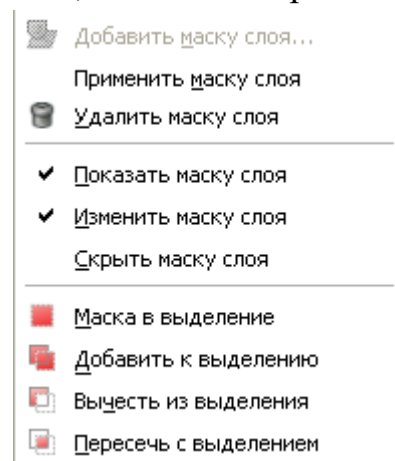 Добавить маску слоя...
Применить маску слоя
Удалить маску слоя
Показать маску слоя
Изменить маску слоя
Скрыть маску слоя
Маска в выделение
Добавить к выделению
Вычесть из выделения
Пересечь с выделением